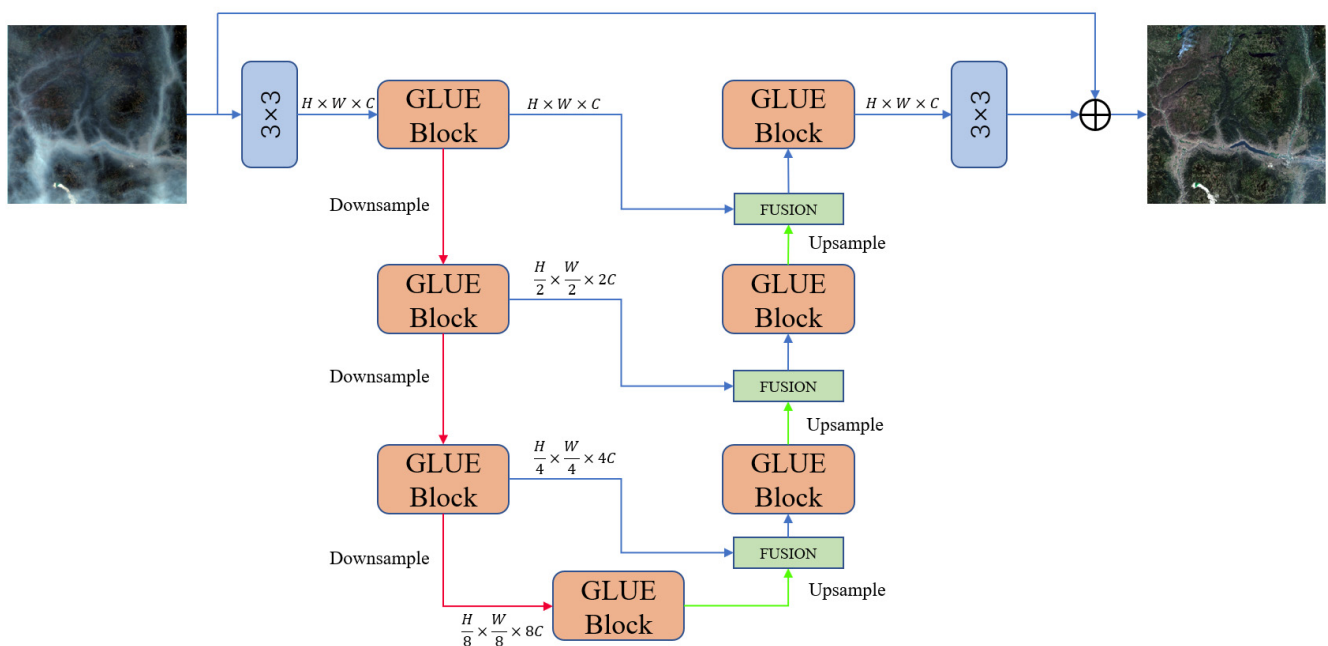 3×3
H × W × C
GLUE
Block
H × W × C
GLUE
Block
H × W × C
3×3
Downsample
FUSION
Upsample
GLUE
Block
H/2 × W/2 × 2C
GLUE
Block
Downsample
FUSION
Upsample
GLUE
Block
H/4 × W/4 × 4C
GLUE
Block
Downsample
FUSION
GLUE
Block
Upsample
H/8 × W/8 × 8C